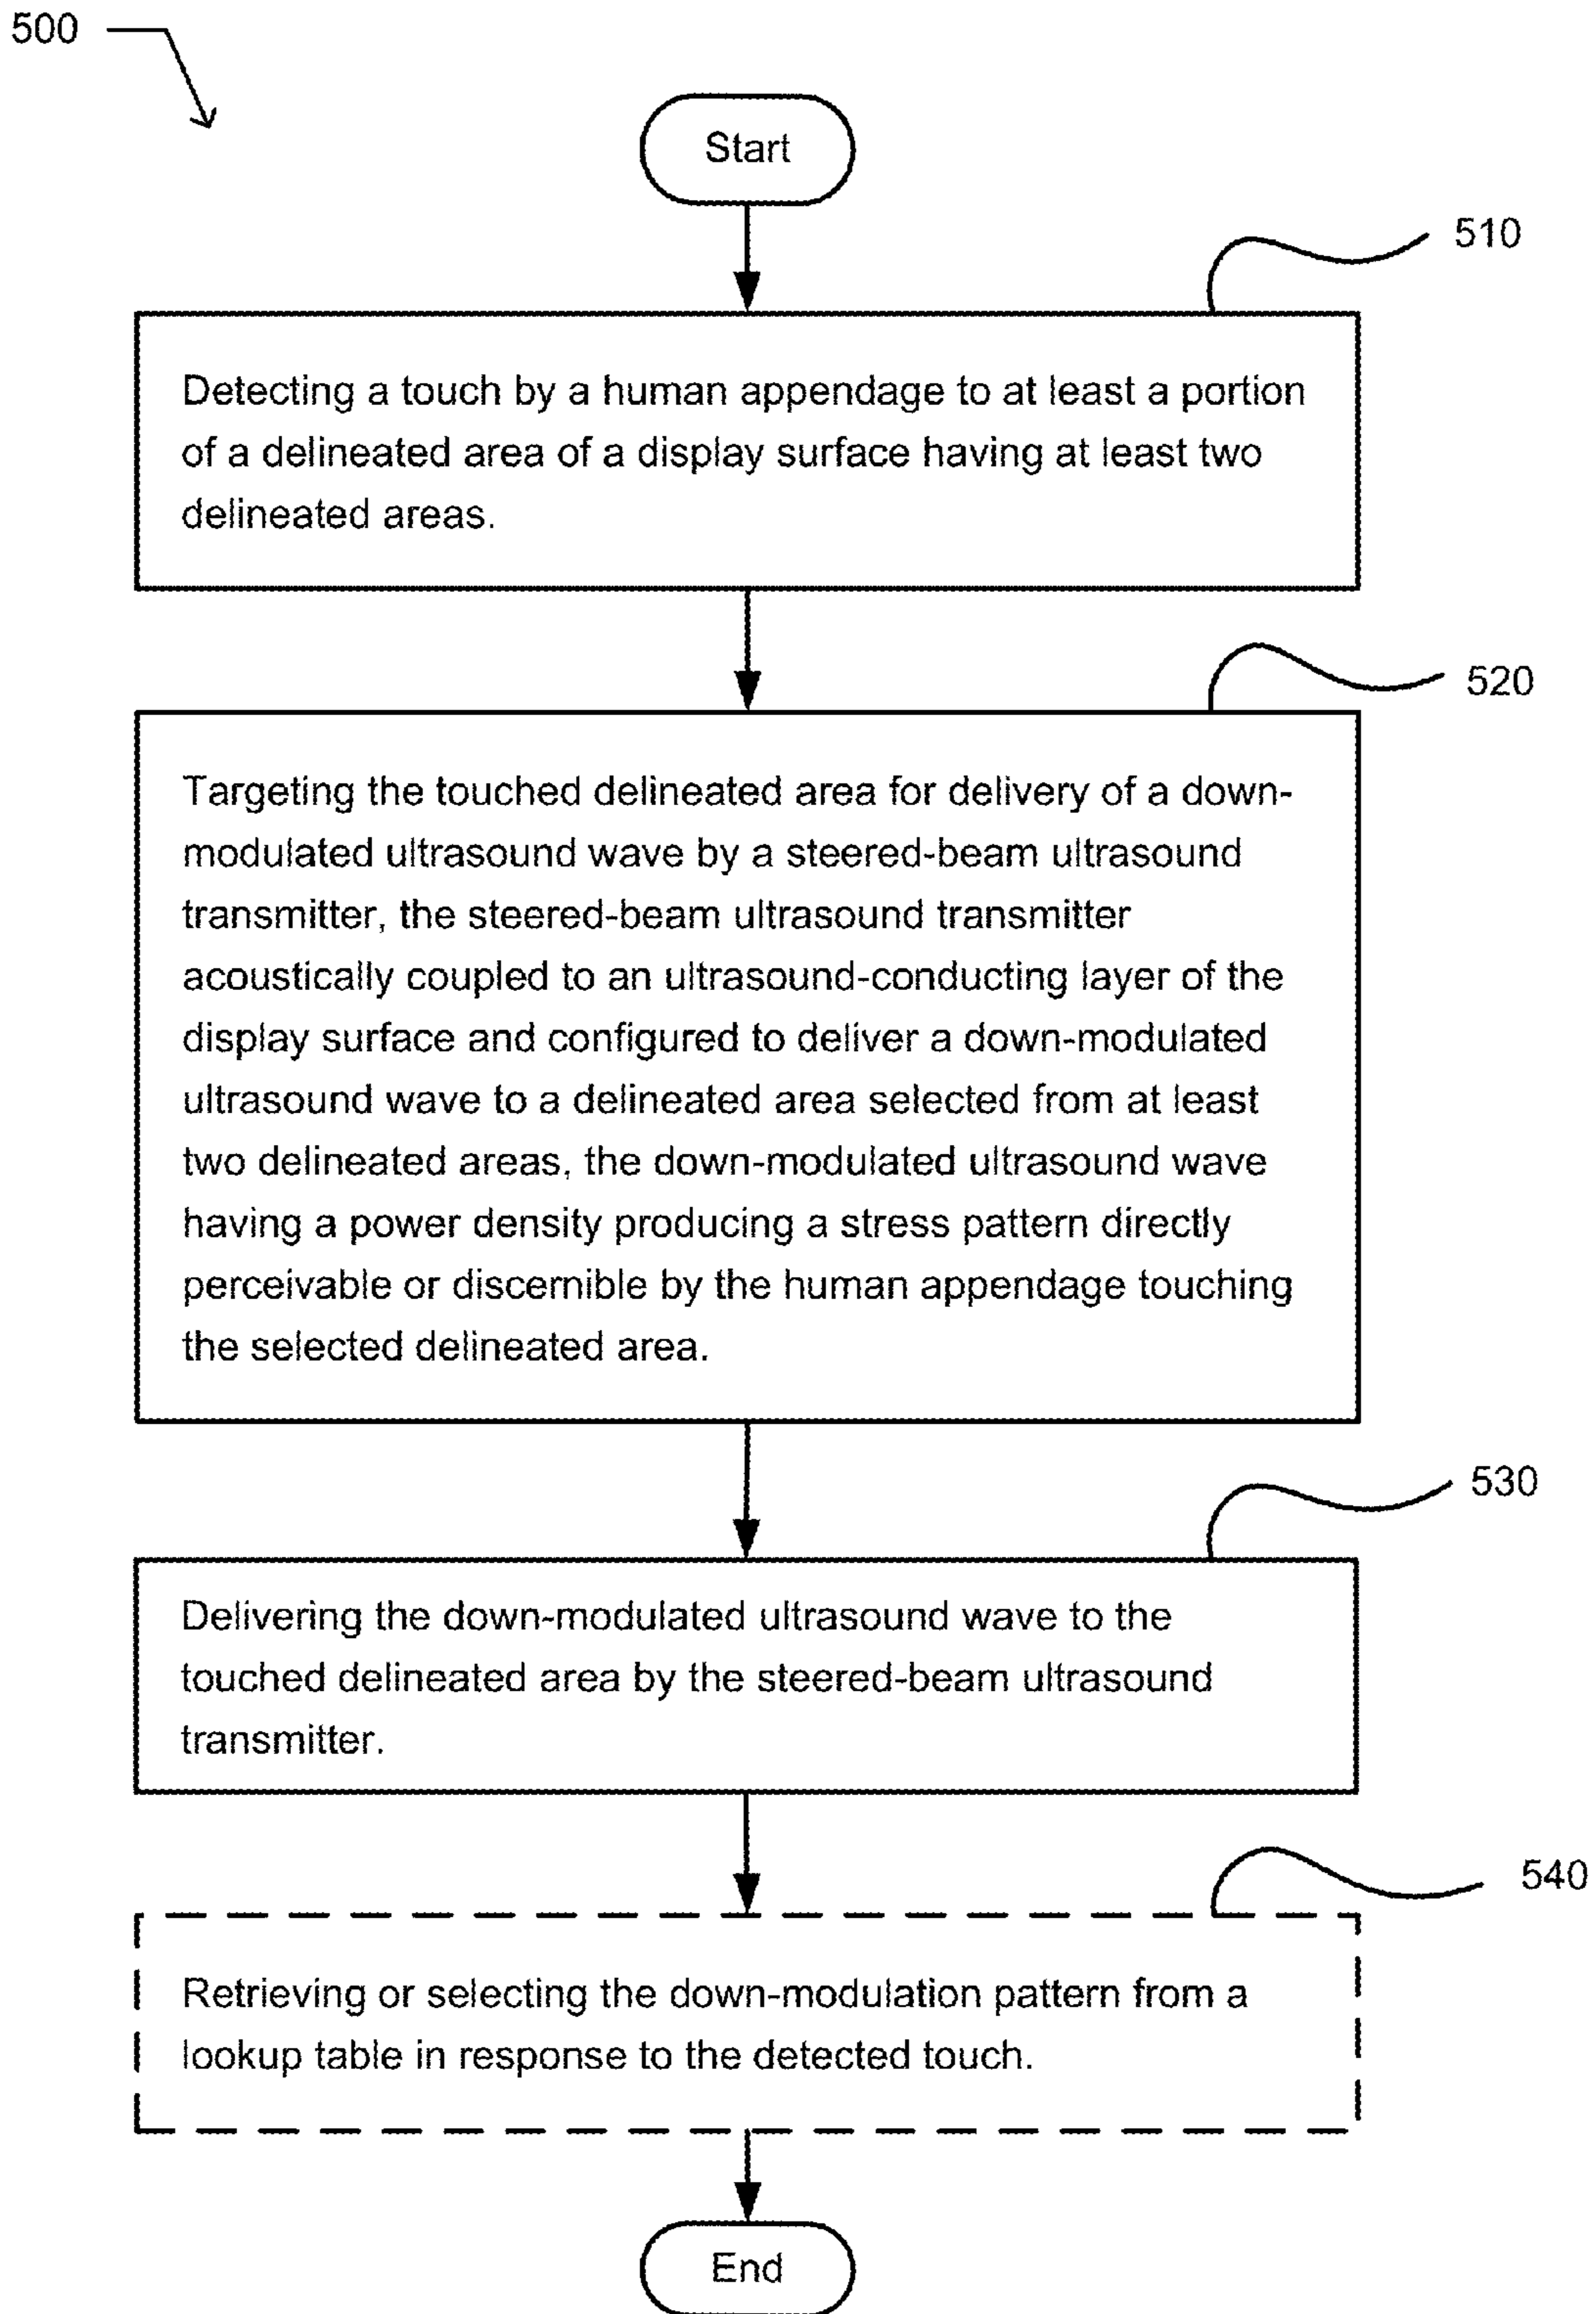 500
Start
510
Detecting a touch by a human appendage to at least a portion
of a delineated area of a display surface having at least two
delineated areas.
520
Targeting the touched delineated area for delivery of a down-
modulated ultrasound wave by a steered-beam ultrasound
transmitter, the steered-beam ultrasound transmitter
acoustically coupled to an ultrasound-conducting layer of the
display surface and configured to deliver a down-modulated
ultrasound wave to a delineated area selected from at least
two delineated areas, the down-modulated ultrasound wave
having a power density producing a stress pattern directly
perceivable or discernible by the human appendage touching
the selected delineated area.
530
Delivering the down-modulated ultrasound wave to the
touched delineated area by the steered-beam ultrasound
transmitter.
540
Retrieving or selecting the down-modulation pattern from a
lookup table in response to the detected touch.
End